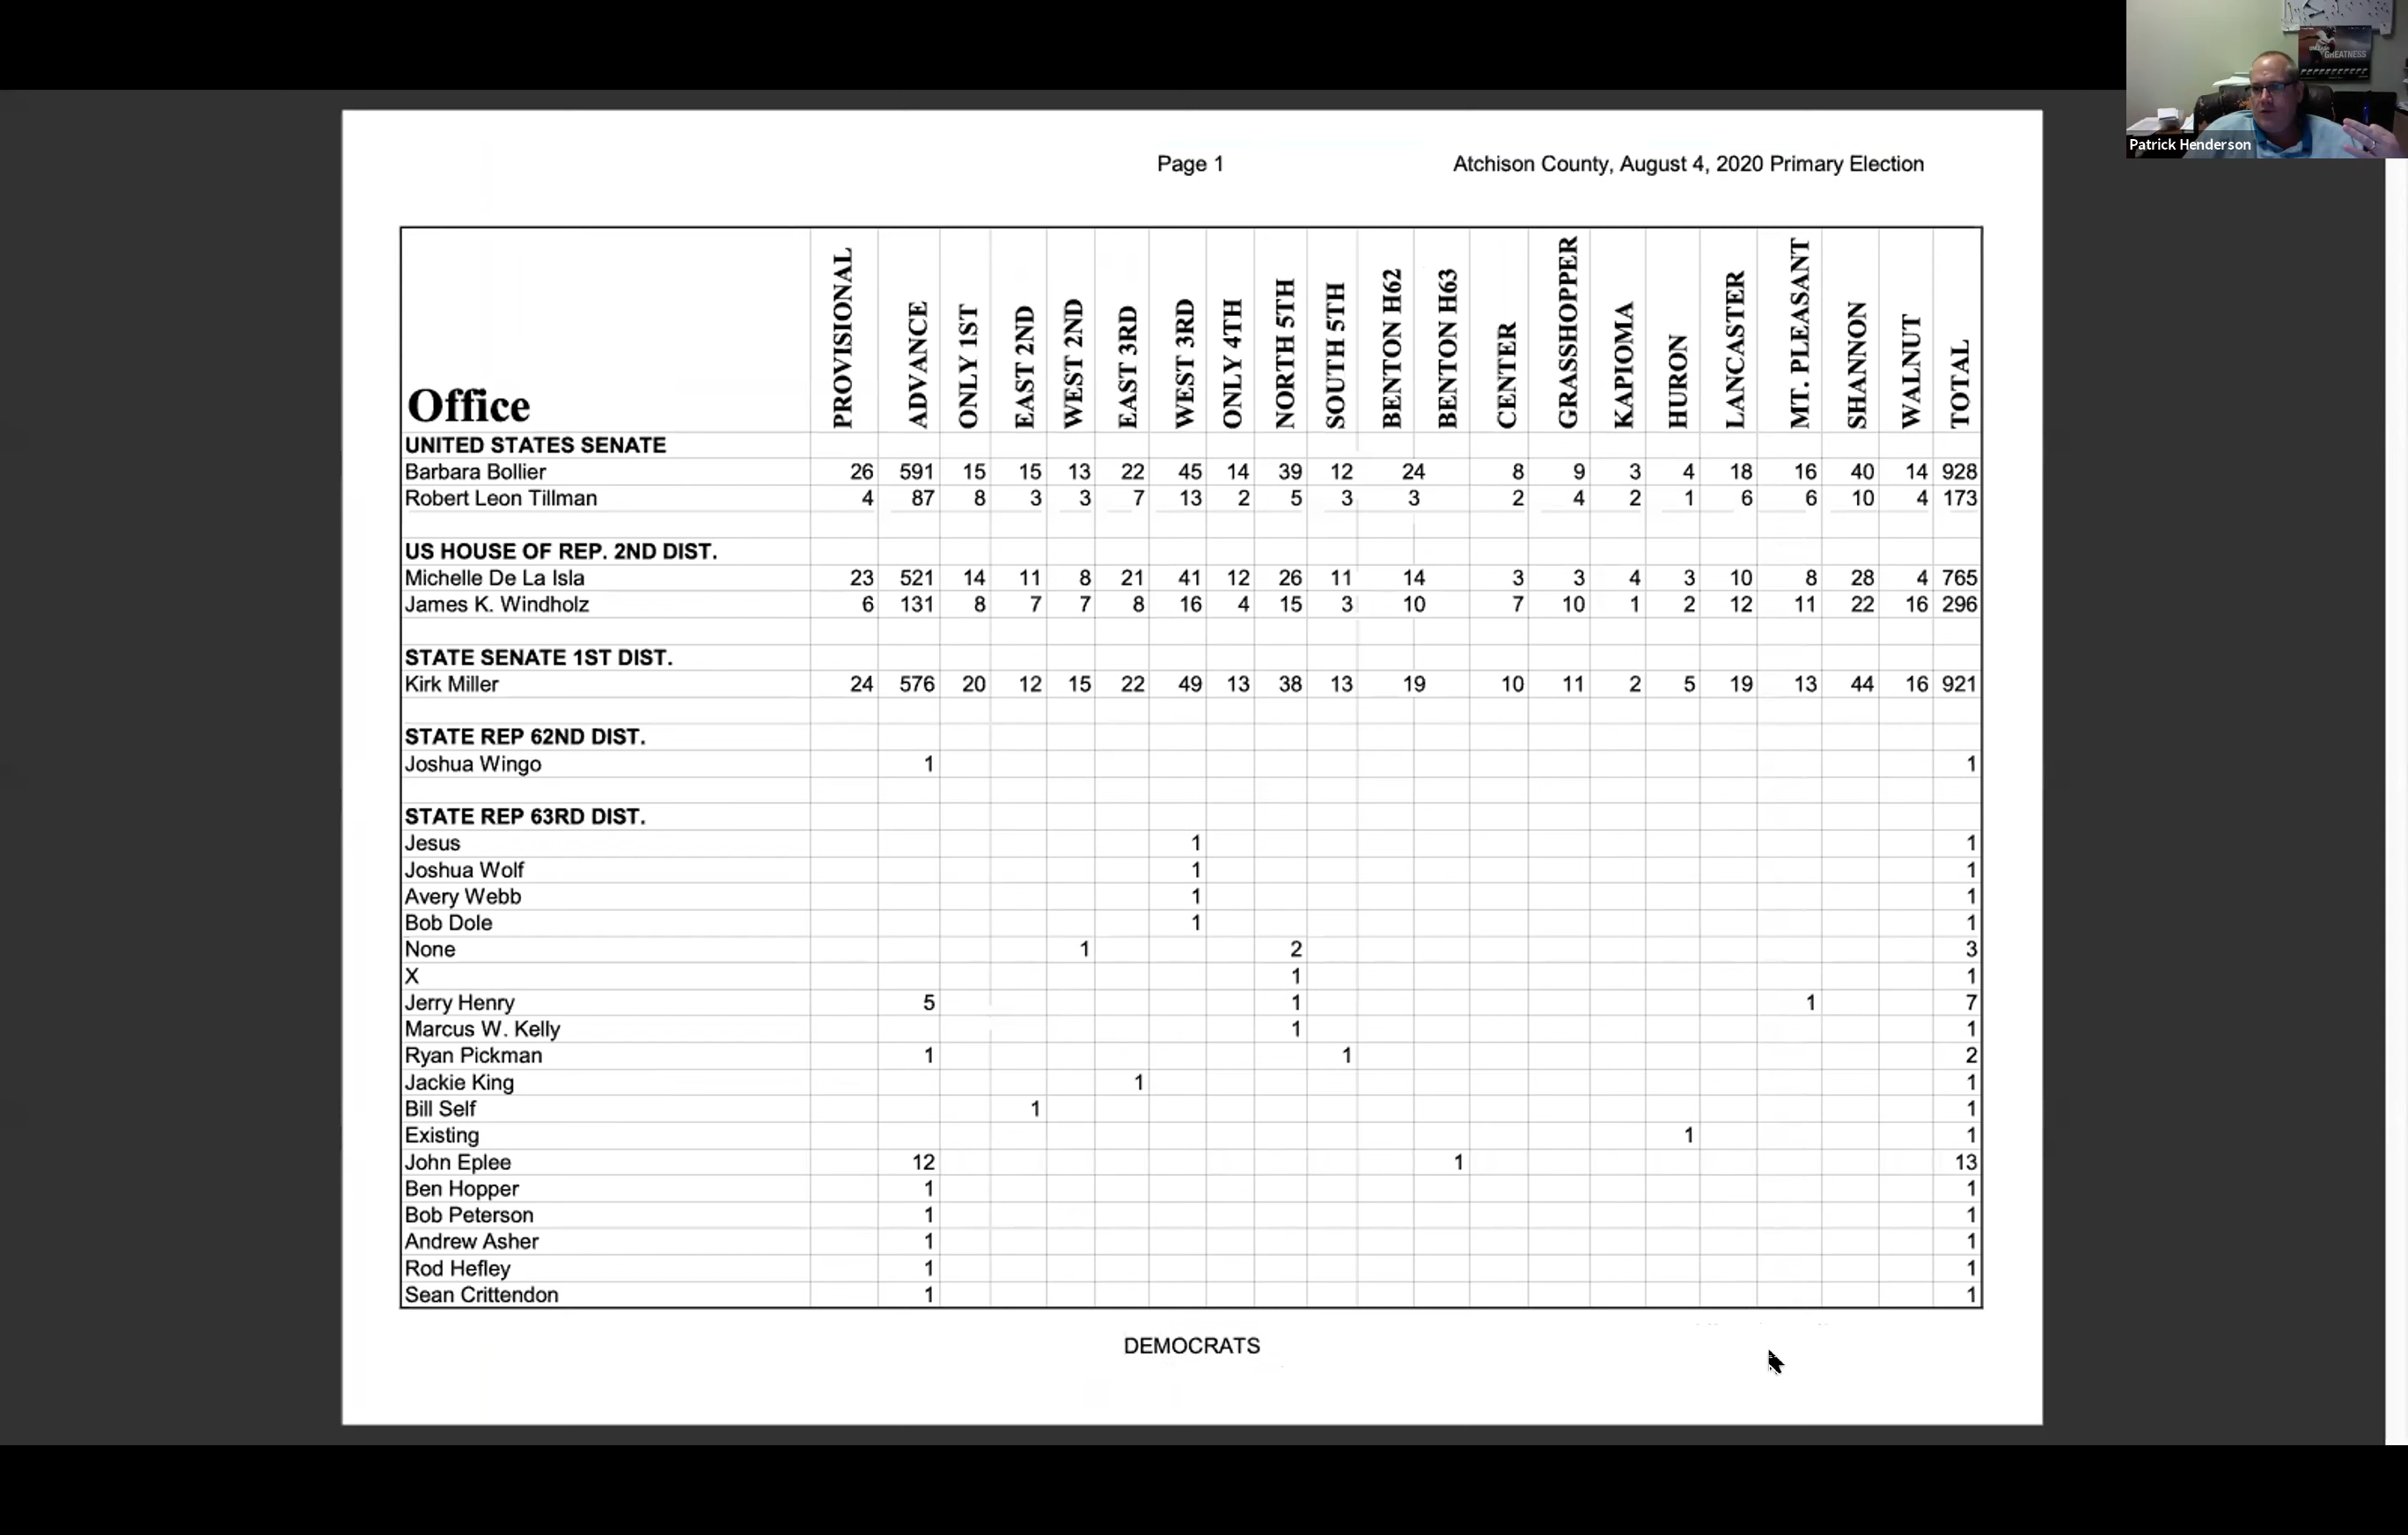 GREATNESS
Patrick Henderson
Page 1 Atchison County, August 4, 2020 Primary Election
Office PROVISIONAL ADVANCE ONLY 1ST EAST 2ND WEST 2ND EAST 3RD WEST 3RD ONLY 4TH NORTH 5TH SOUTH 5TH BENTON H62 BENTON H63 CENTER GRASSHOPPER KAPIOMA HURON LANCASTER MT. PLEASANT SHANNON WALNUT TOTAL
UNITED STATES SENATE
Barbara Bollier 26 591 15 15 13 22 45 14 39 12 24 8 9 3 4 18 16 40 14 928
Robert Leon Tillman 4 87 8 3 3 7 13 2 5 3 3 2 4 2 1 6 6 10 4 173
US HOUSE OF REP. 2ND DIST.
Michelle De La Isla 23 521 14 11 8 21 41 12 26 11 14 3 3 4 3 10 8 28 4 765
James K. Windholz 6 131 8 7 7 8 16 4 15 3 10 7 10 1 2 12 11 22 16 296
STATE SENATE 1ST DIST.
Kirk Miller 24 576 20 12 15 22 49 13 38 13 19 10 11 2 5 19 13 44 16 921
STATE REP 62ND DIST.
Joshua Wingo 1 1
STATE REP 63RD DIST.
Jesus 1 1
Joshua Wolf 1 1
Avery Webb 1 1
Bob Dole 1 1
None 1 2 3
X 1 1
Jerry Henry 5 1 1 7
Marcus W. Kelly 1 1
Ryan Pickman 1 1 2
Jackie King 1 1
Bill Self 1 1
Existing 1 1
John Eplee 12 1 13
Ben Hopper 1 1
Bob Peterson 1 1
Andrew Asher 1 1
Rod Hefley 1 1
Sean Crittendon 1 1
DEMOCRATS